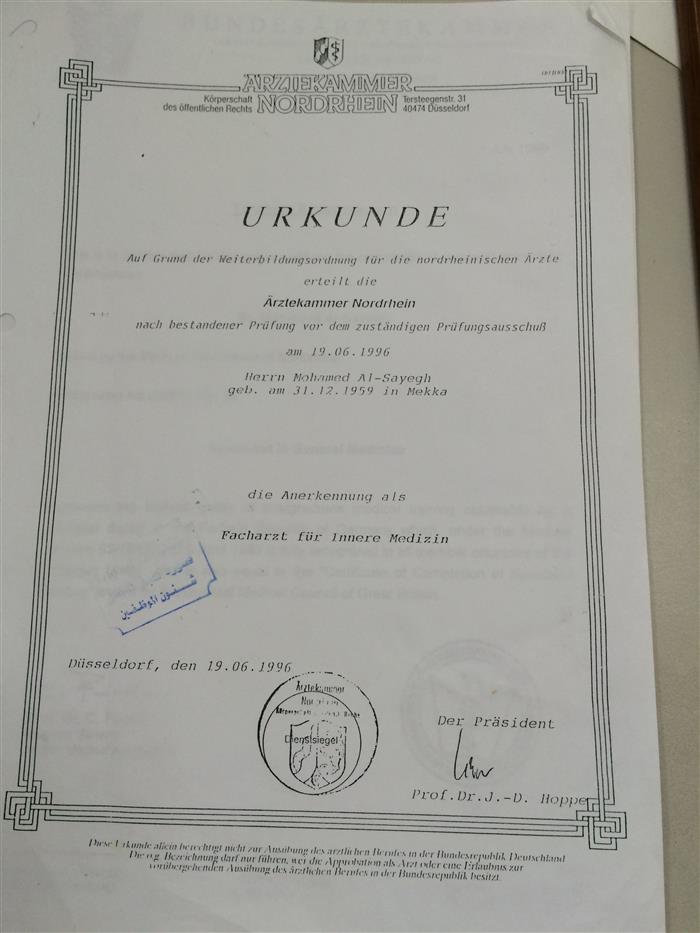 ÄRZTEKAMMER
NORDRHEIN
Körperschaft
des öffentlichen Rechts
Tersteegenstr. 31
40474 Düsseldorf
URKUNDE
Auf Grund der Weiterbildungsordnung für die nordrheinischen Ärzte
erteilt die
Ärztekammer Nordrhein
nach bestandener Prüfung vor dem zuständigen Prüfungsausschuß
am 19.06.1996
Herrn Mohamed Al-Sayegh
geb. am 31.12.1959 in Mekka
die Anerkennung als
Facharzt für Innere Medizin
شئون الموظفين
Düsseldorf, den 19.06.1996
Ärztekammer
Dienstsiegel
Der Präsident
Prof.Dr.J.-D. Hoppe
Diese Urkunde allein berechtigt nicht zur Ausübung des ärztlichen Berufes in der Bundesrepublik Deutschland
Die o.g. Bezeichnung darf nur führen, wer die Approbation als Arzt oder eine Erlaubnis zur
vorübergehenden Ausübung des ärztlichen Berufes in der Bundesrepublik besitzt.